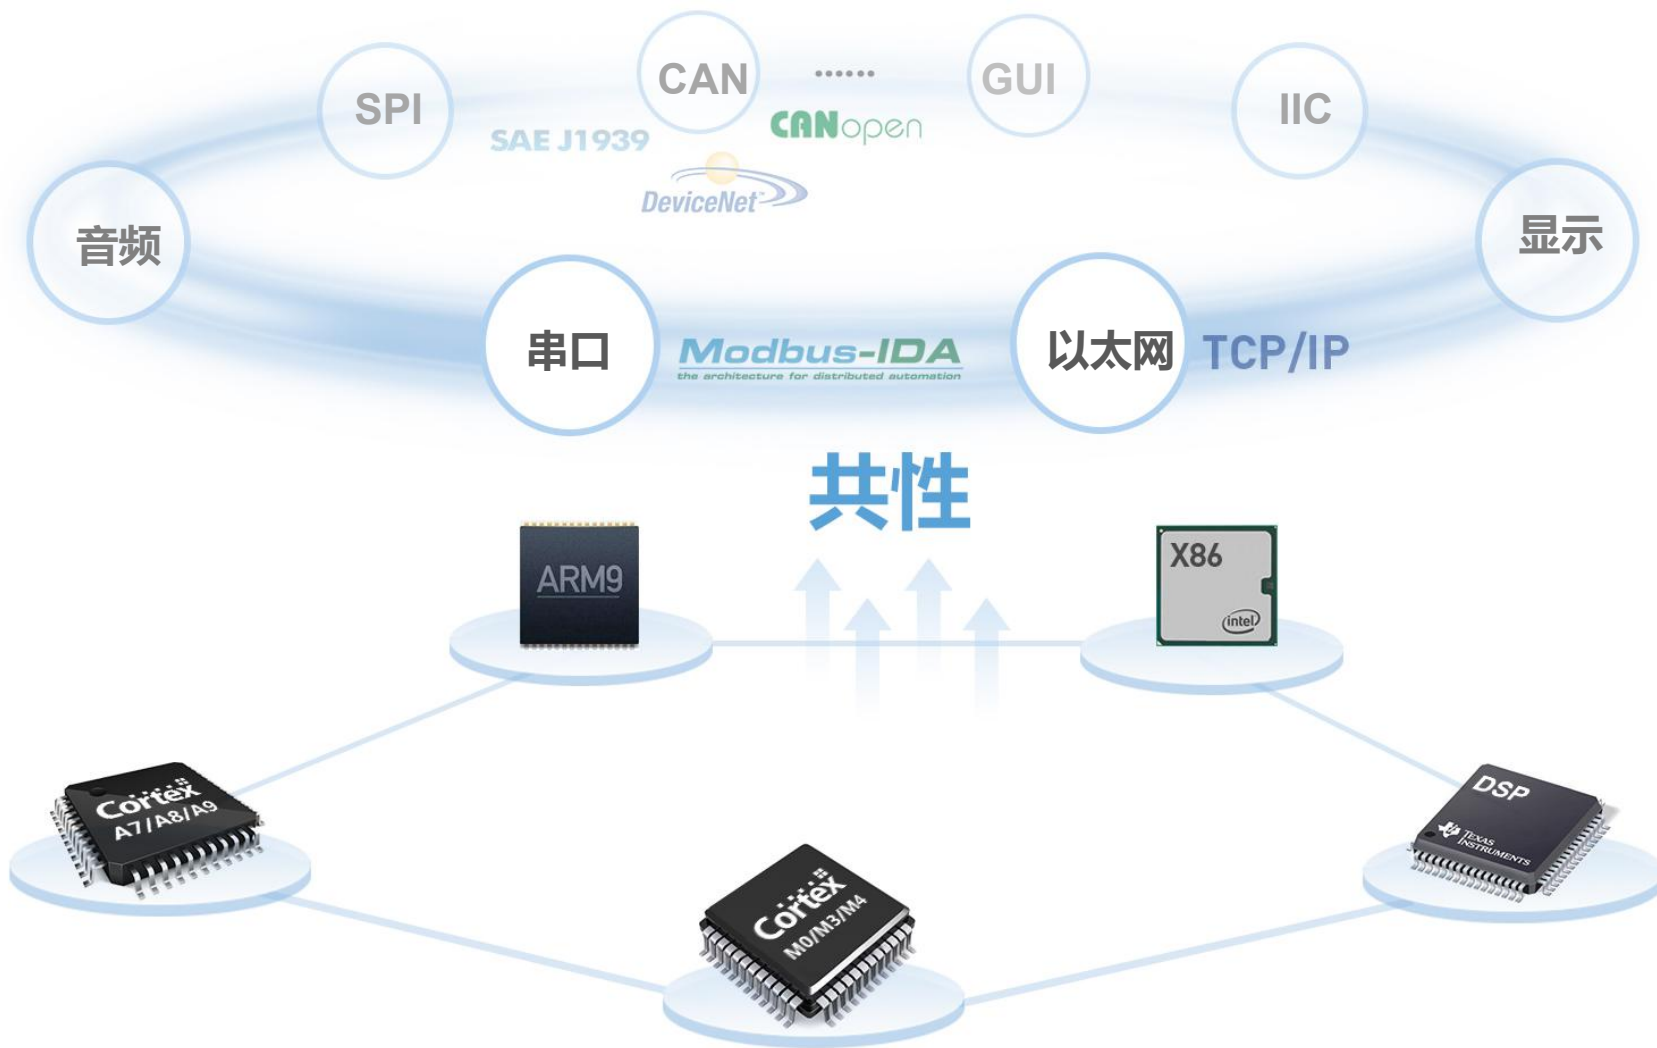 SPI
CAN
······
GUI
IIC
SAE J1939
CANopen
DeviceNet™
音频
显示
串口
Modbus-IDA
the architecture for distributed automation
以太网
TCP/IP
共性
ARM9
X86
intel
Cortex
A7/A8/A9
DSP
TEXAS
INSTRUMENTS
Cortex
M0/M3/M4